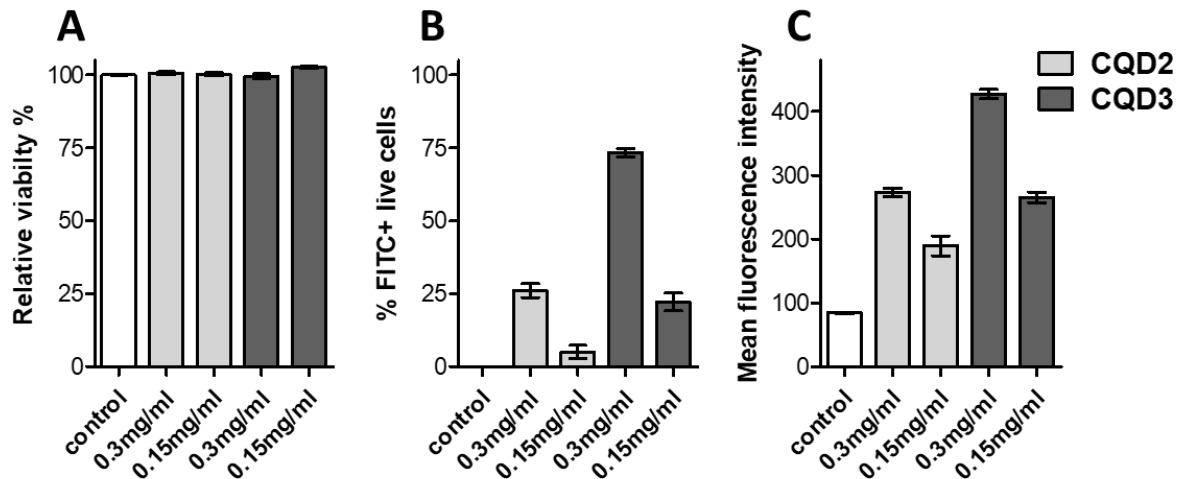 A
Relative viabilty %
100
75
50
25
0
control
0.3mg/ml
0.15mg/ml
0.3mg/ml
0.15mg/ml
B
% FITC+ live cells
100
75
50
25
0
control
0.3mg/ml
0.15mg/ml
0.3mg/ml
0.15mg/ml
C
Mean fluorescence intensity
400
300
200
100
0
control
0.3mg/ml
0.15mg/ml
0.3mg/ml
0.15mg/ml
CQD2
CQD3